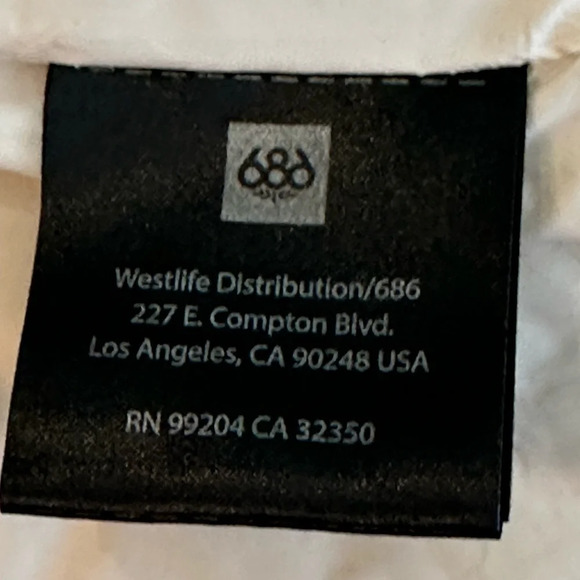 686
Westlife Distribution/686
227 E. Compton Blvd.
Los Angeles, CA 90248 USA
RN 99204 CA 32350